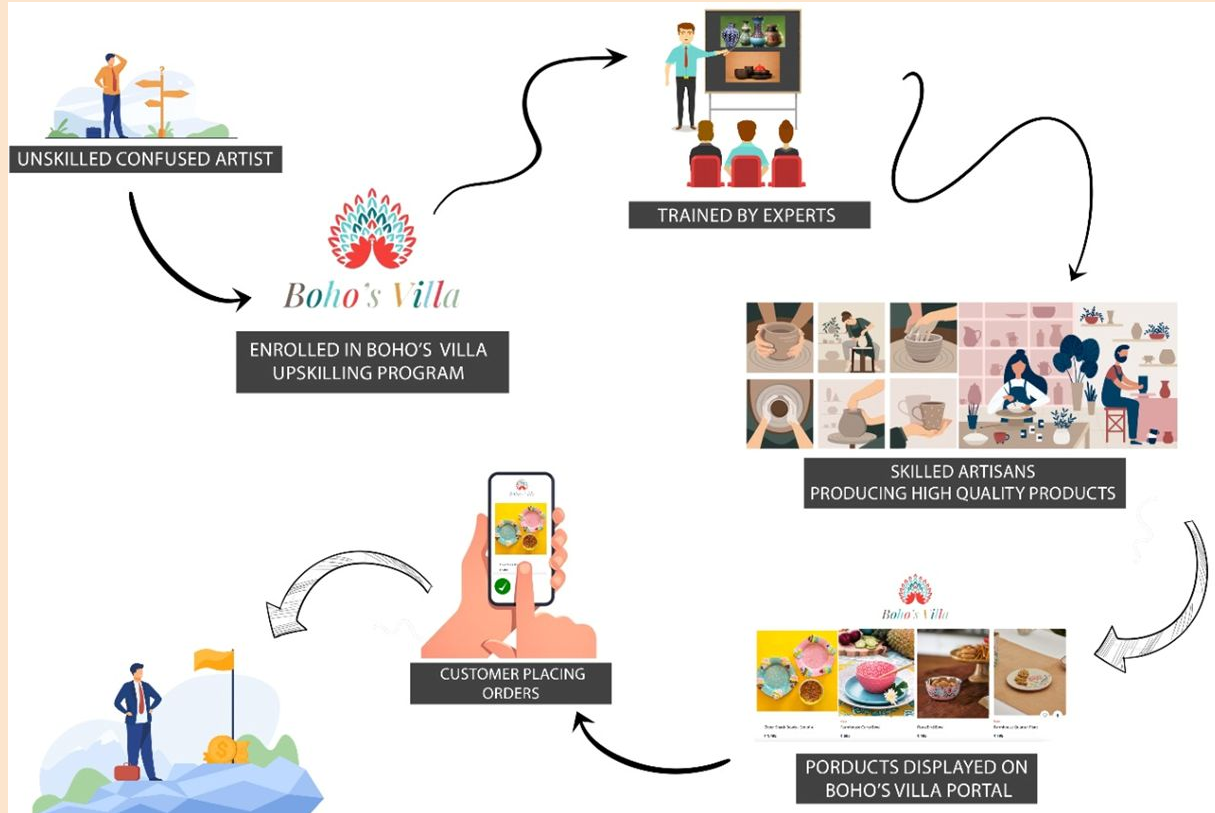 UNSKILLED CONFUSED ARTIST
Boho's Villa
ENROLLED IN BOHO'S VILLA
UPSKILLING PROGRAM
TRAINED BY EXPERTS
SKILLED ARTISANS
PRODUCING HIGH QUALITY PRODUCTS
Boho's Villa
PORDUCTS DISPLAYED ON
BOHO'S VILLA PORTAL
CUSTOMER PLACING
ORDERS